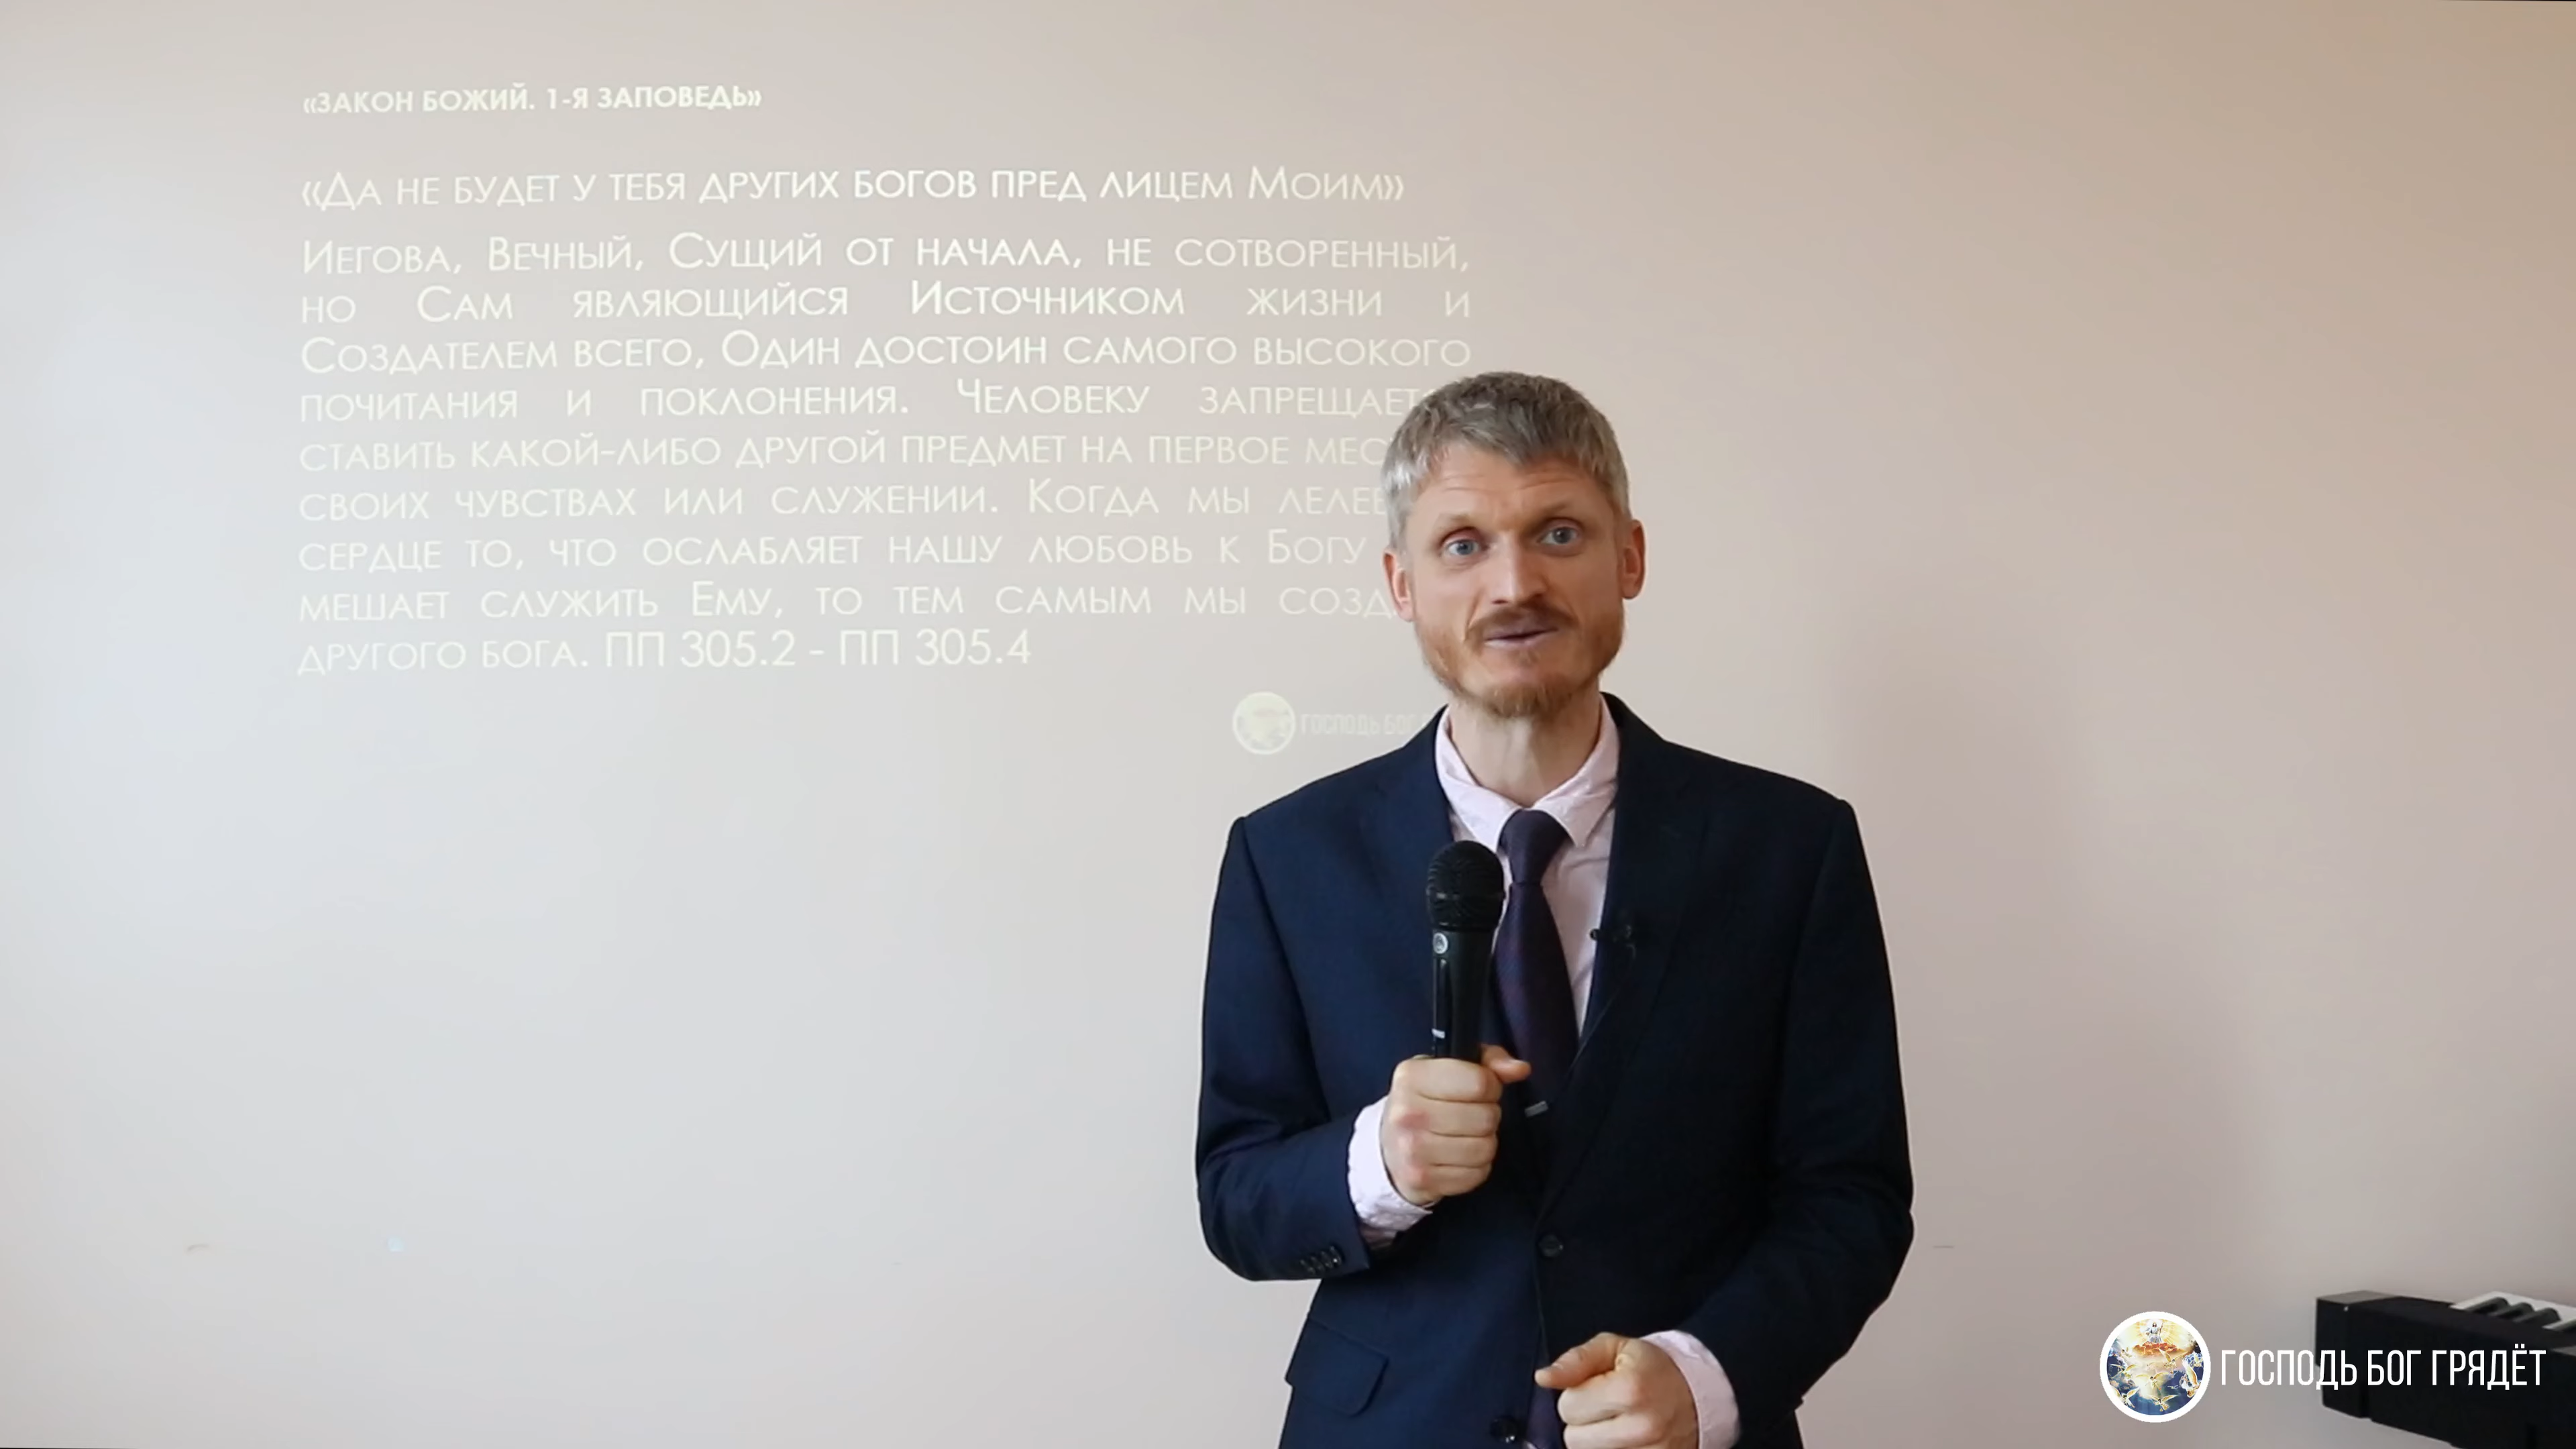 «ЗАКОН БОЖИЙ. 1-Я ЗАПОВЕДЬ»
«Да не будет у тебя других богов пред лицем Моим»
Иегова, Вечный, Сущий от начала, не сотворенный,
но Сам являющийся Источником жизни и
Создателем всего, Один достоин самого высокого
почитания и поклонения. Человеку
ставить какой-либо другой предмет на первое
своих чувствах или служении. Когда мы
сердце то, что ослабляет нашу любовь к Богу
мешает служить Ему, то тем самым мы
другого бога. ПП 305.2 - ПП 305.4
ГОСПОДЬ БОГ
ГОСПОДЬ БОГ ГРЯДЁТ